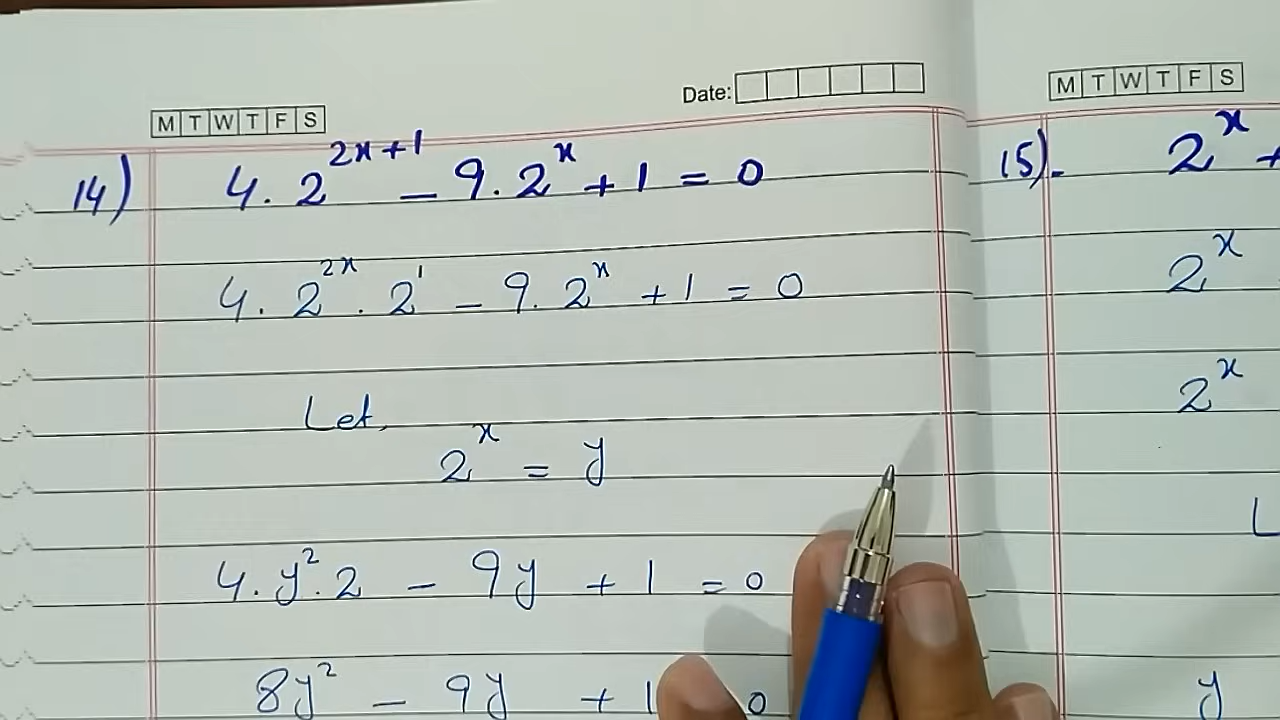 Date:
M T W T F S
14) 4. 2^{2x+1} - 9. 2^x + 1 = 0
4. 2^{2x} . 2^1 - 9. 2^x + 1 = 0
Let,
2^x = y
4. y^2. 2 - 9y + 1 = 0
8y^2 - 9y + 1 0
M T W T F S
15). 2^x +
2^x
2^x
L
y